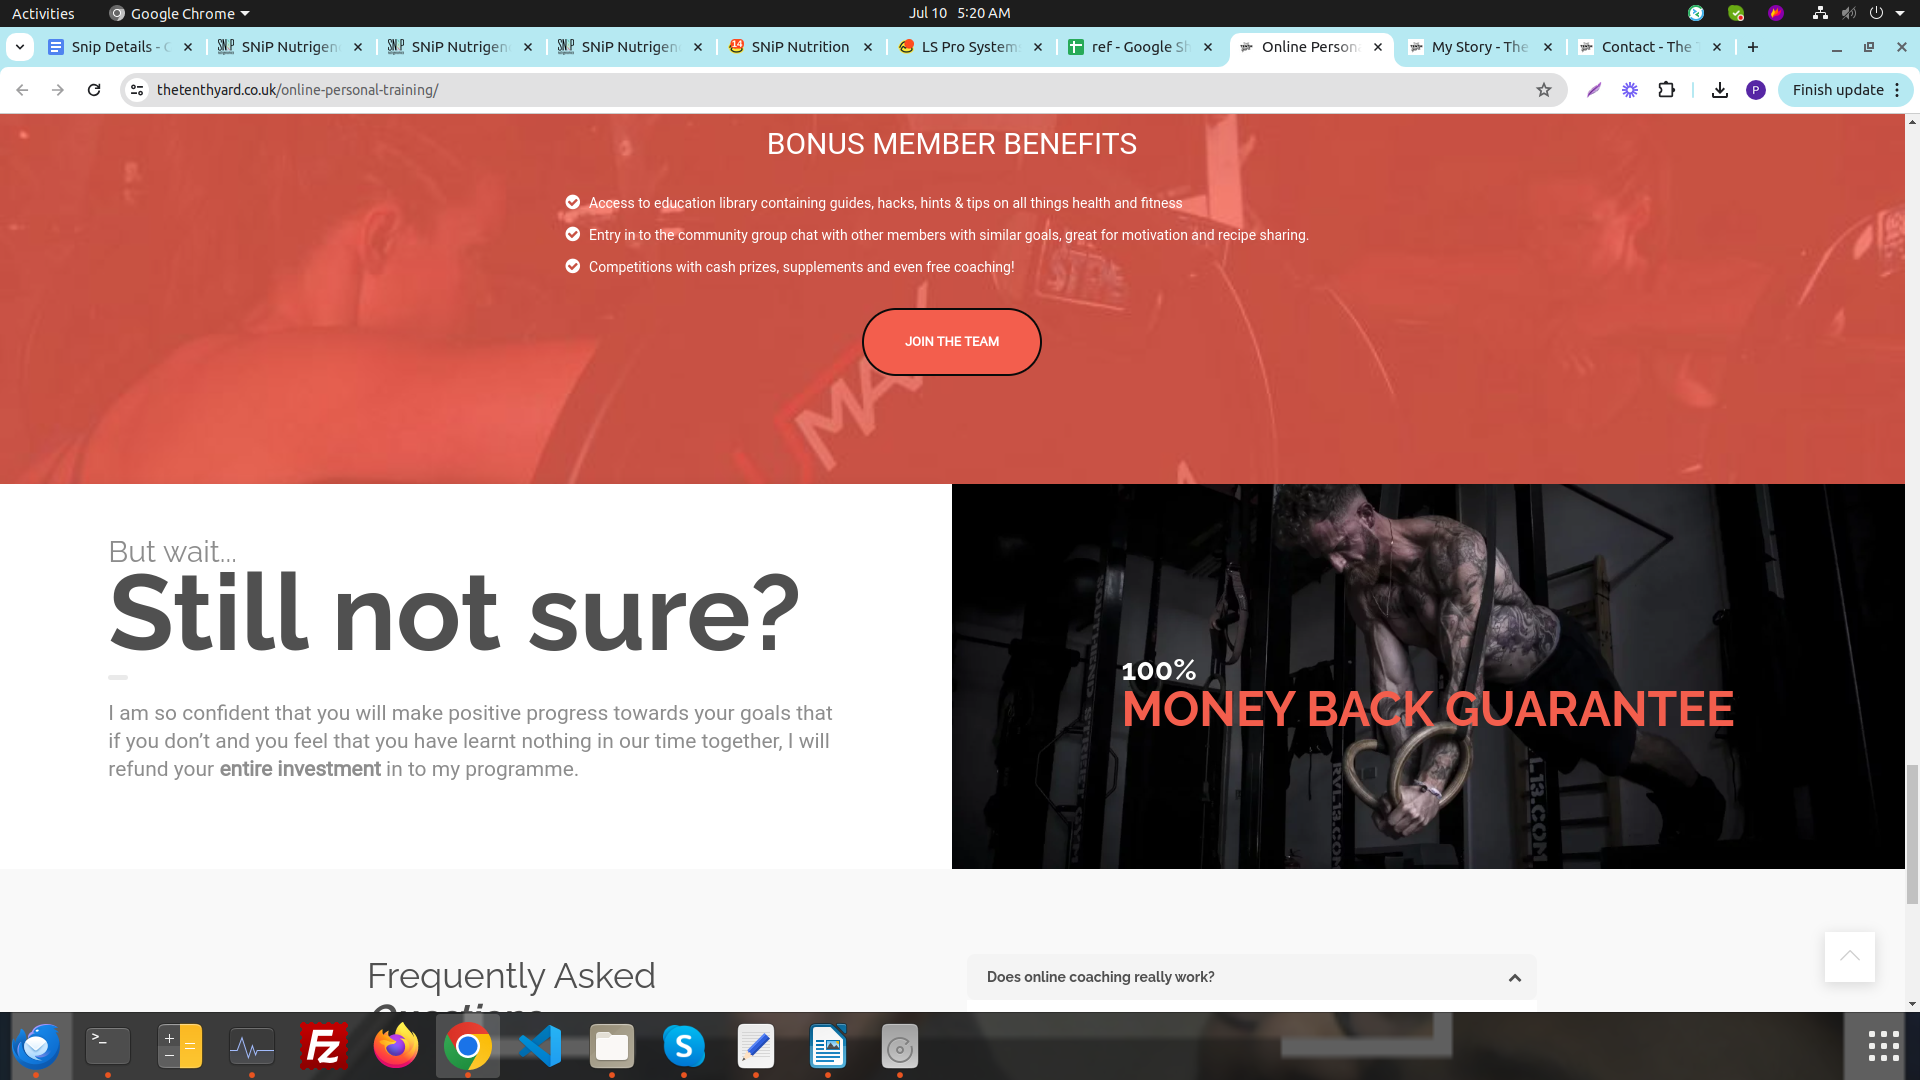 Activities
Google Chrome
Jul 10 5:20 AM
Snip Details - 
SNiP Nutrigen
SNiP Nutrigen
SNiP Nutrigen
SNiP Nutrition
LS Pro Systems
ref - Google Sh
Online Persona
My Story - The
Contact - The
thetenthyard.co.uk/online-personal-training/
P
Finish update
BONUS MEMBER BENEFITS
Access to education library containing guides, hacks, hints & tips on all things health and fitness
Entry in to the community group chat with other members with similar goals, great for motivation and recipe sharing.
Competitions with cash prizes, supplements and even free coaching!
JOIN THE TEAM
But wait...
Still not sure?
I am so confident that you will make positive progress towards your goals that
if you don’t and you feel that you have learnt nothing in our time together, I will
refund your entire investment in to my programme.
100%
MONEY BACK GUARANTEE
Frequently Asked
Questions
Does online coaching really work?